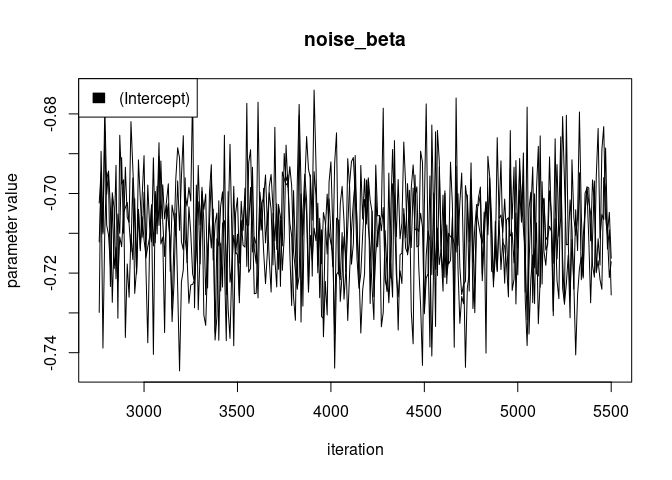 noise_beta
(Intercept)
parameter value
-0.68
-0.70
-0.72
-0.74
3000 3500 4000 4500 5000 5500
iteration